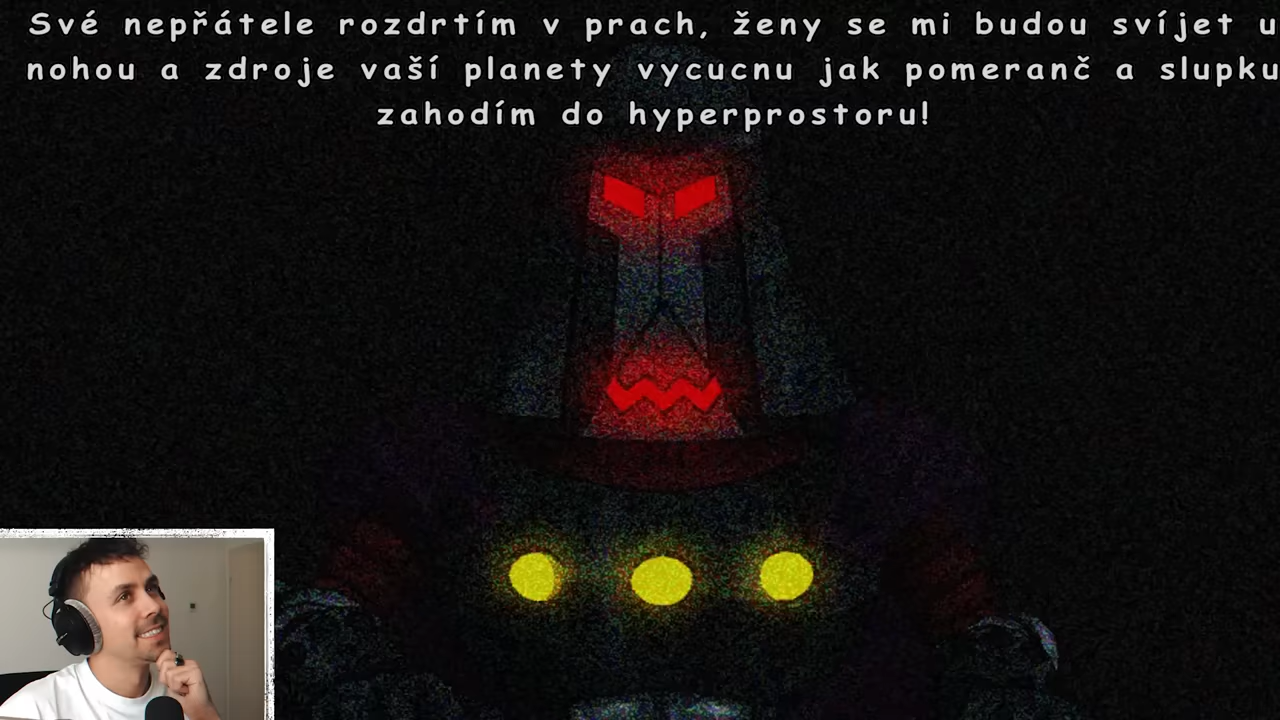 Své nepřátele rozdrtím v prach, ženy se mi budou svíjet u
nohou a zdroje vaší planety vycucnu jak pomeranč a slupku
zahodím do hyperprostoru!